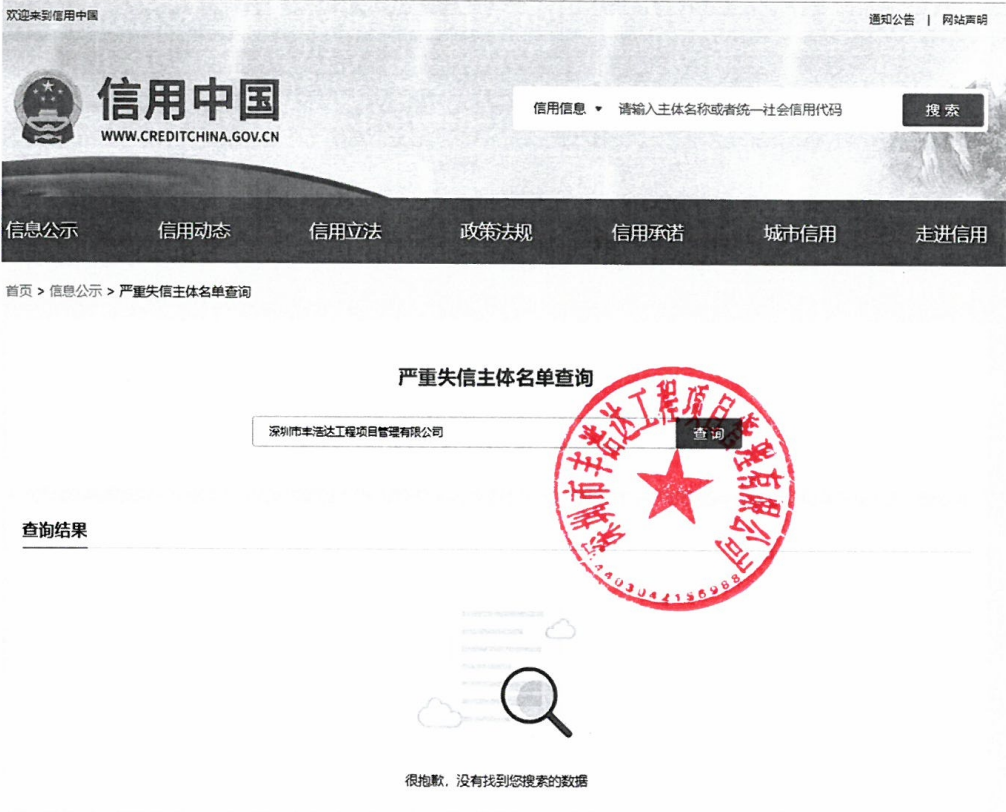 欢迎来到信用中国
通知公告 | 网站声明
信用中国
WWW.CREDITCHINA.GOV.CN
信用信息 ▾ 请输入主体名称或者统一社会信用代码 搜索
信息公示 信用动态 信用立法 政策法规 信用承诺 城市信用 走进信用
首页 > 信息公示 > 严重失信主体名单查询
严重失信主体名单查询
深圳市丰浩达工程项目管理有限公司 查询
深圳市丰浩达工程项目管理有限公司
查询结果
很抱歉，没有找到您搜索的数据